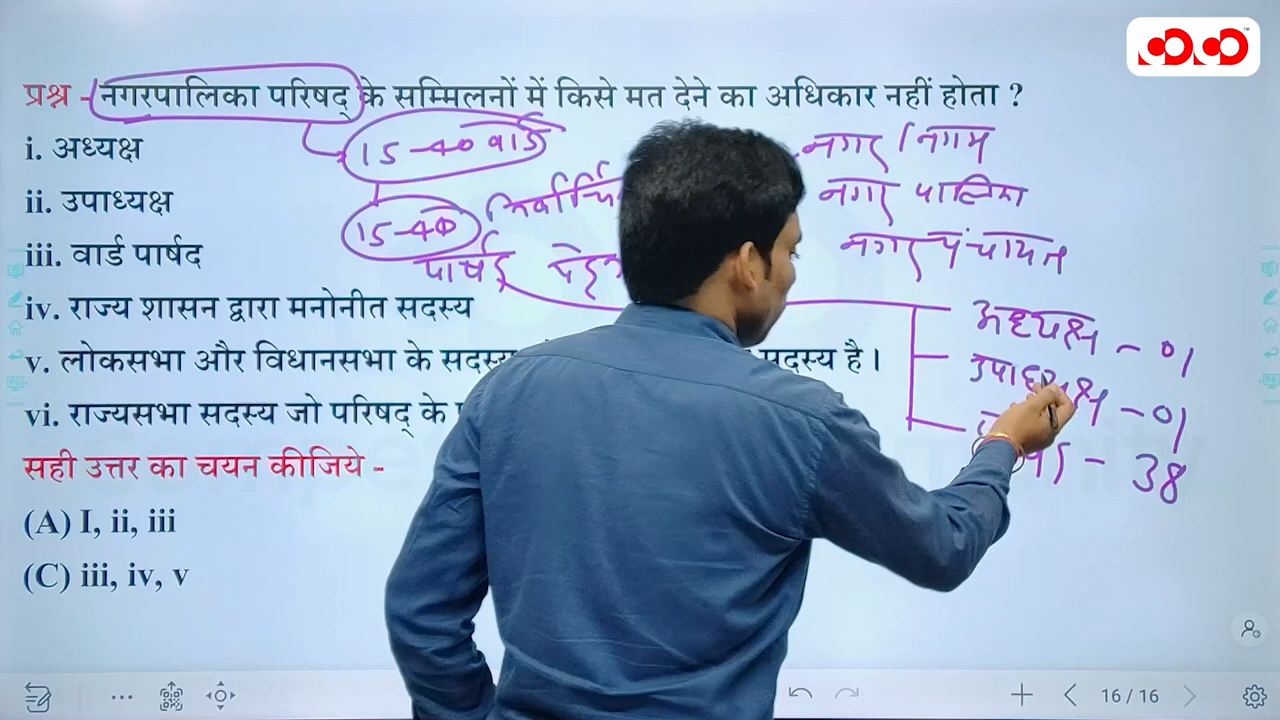 प्रश्न - नगरपालिका परिषद् के सम्मिलनों में किसे मत देने का अधिकार नहीं होता ?
i. अध्यक्ष
15-40 वार्ड
नगर निगम
ii. उपाध्यक्ष
15-40
नगर पालिका
iii. वार्ड पार्षद
पार्षद
नगर पंचायत
iv. राज्य शासन द्वारा मनोनीत सदस्य
अध्यक्ष - 01
v. लोकसभा और विधानसभा के सदस्य
सदस्य है।
उपाध्यक्ष - 01
vi. राज्यसभा सदस्य जो परिषद् के
- 38
सही उत्तर का चयन कीजिये -
(A) I, ii, iii
(C) iii, iv, v
16 / 16